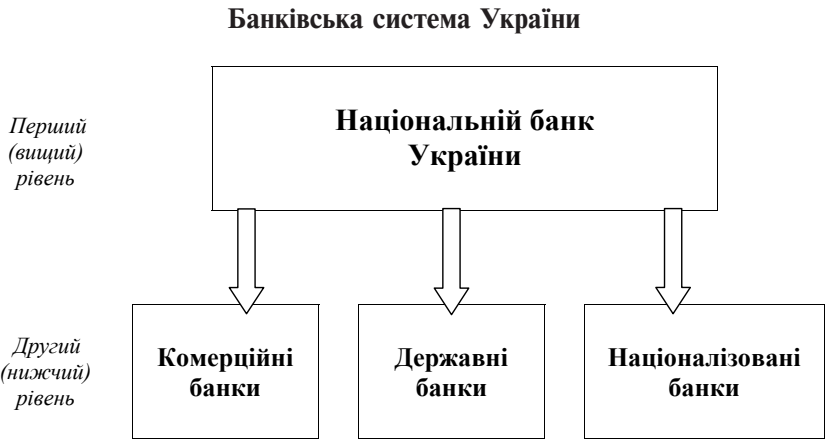 Банківська система України
Перший
(вищий)
рівень
Національній банк
України
Другий
(нижчий)
рівень
Комерційні
банки
Державні
банки
Націоналізовані
банки